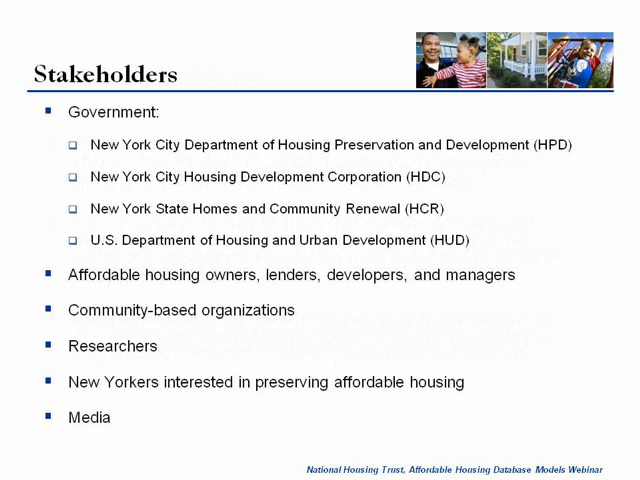 Stakeholders
Government:
New York City Department of Housing Preservation and Development (HPD)
New York City Housing Development Corporation (HDC)
New York State Homes and Community Renewal (HCR)
U.S. Department of Housing and Urban Development (HUD)
Affordable housing owners, lenders, developers, and managers
Community-based organizations
Researchers
New Yorkers interested in preserving affordable housing
Media
National Housing Trust, Affordable Housing Database Models Webinar